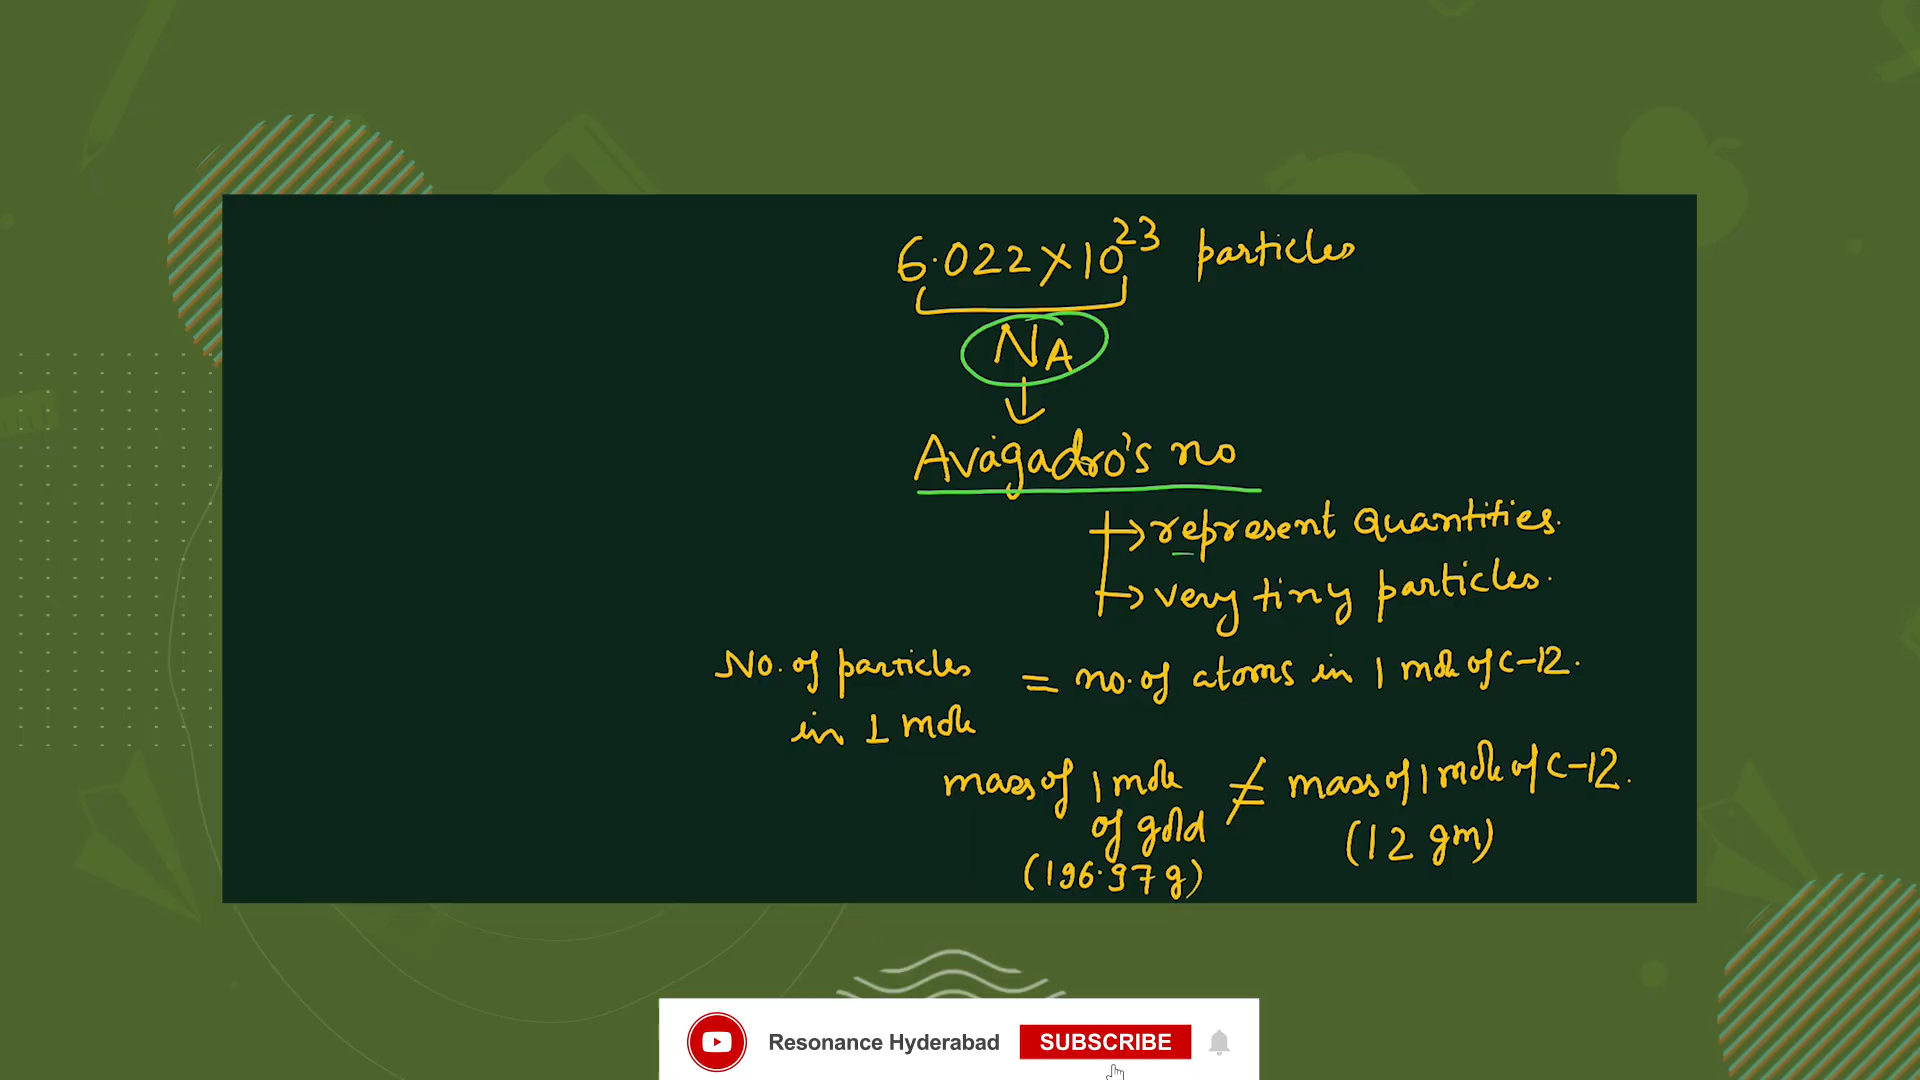 6.022×10²³ particles
NA
Avagadro's no
→ represent Quantities.
→ very tiny particles.
No. of particles in 1 mole = no. of atoms in 1 mole of C-12.
mass of 1 mole of gold ≠ mass of 1 mole of C-12.
(196.97g) (12 gm)
Resonance Hyderabad SUBSCRIBE